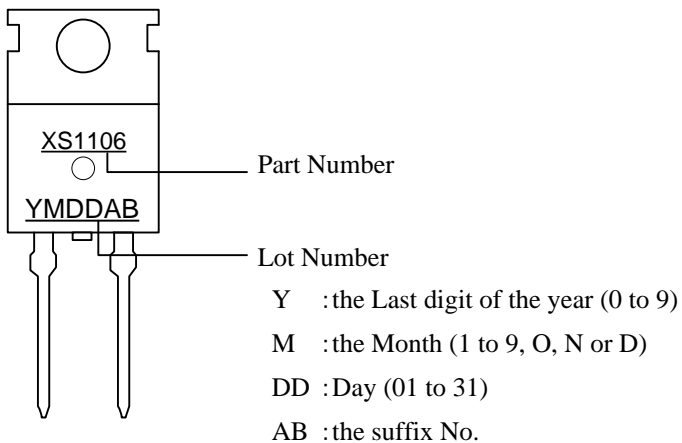 XS1106
Part Number
YMDDAB
Lot Number
Y : the Last digit of the year (0 to 9)
M : the Month (1 to 9, O, N or D)
DD : Day (01 to 31)
AB : the suffix No.